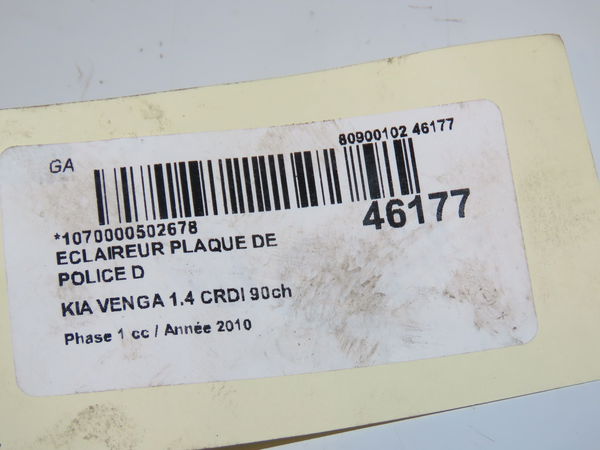 GA
80900102 46177
*1070000502678
46177
ECLAIREUR PLAQUE DE
POLICE D
KIA VENGA 1.4 CRDI 90ch
Phase 1 cc / Année 2010